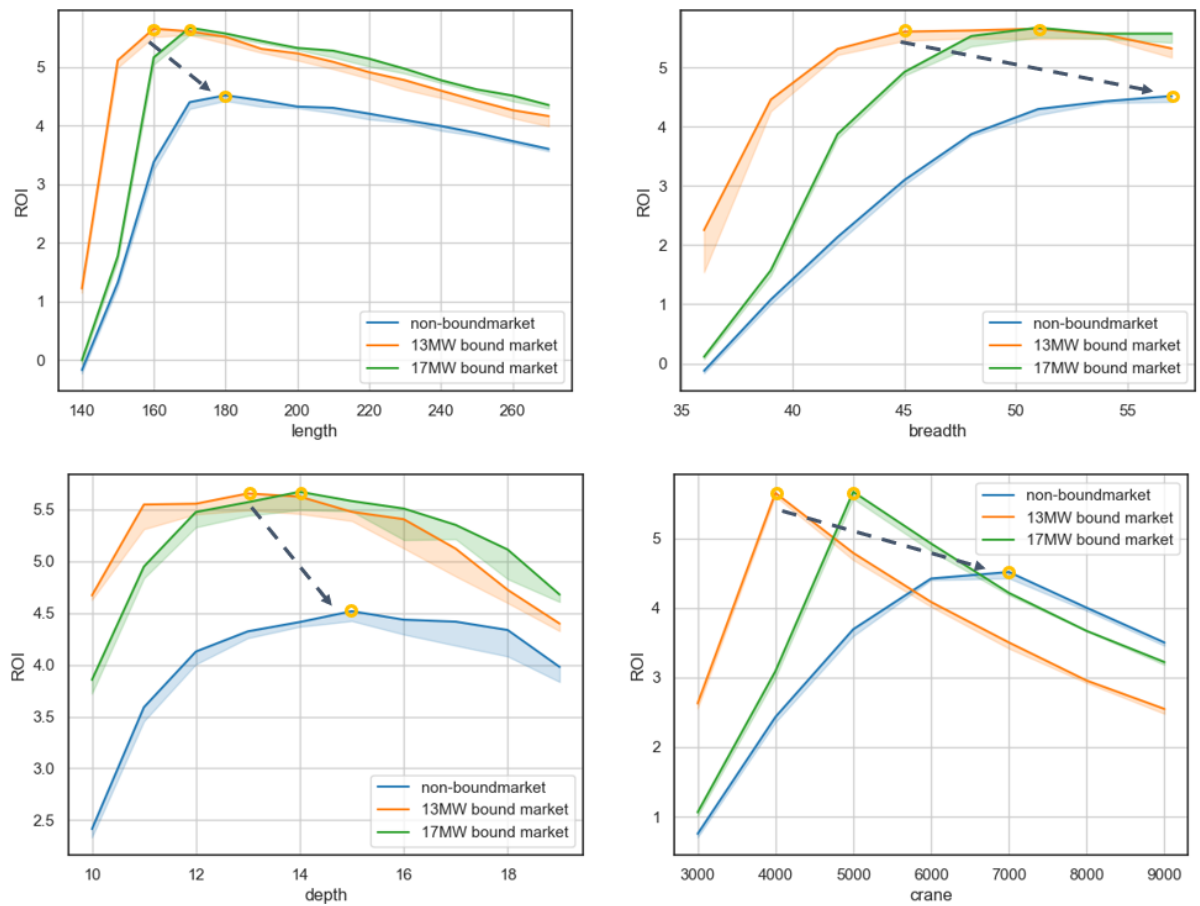 ROI
5
4
3
2
1
0
140 160 180 200 220 240 260
length
non-boundmarket
13MW bound market
17MW bound market
ROI
5
4
3
2
1
0
35 40 45 50 55
breadth
non-boundmarket
13MW bound market
17MW bound market
ROI
5.5
5.0
4.5
4.0
3.5
3.0
2.5
10 12 14 16 18
depth
non-boundmarket
13MW bound market
17MW bound market
ROI
5
4
3
2
1
3000 4000 5000 6000 7000 8000 9000
crane
non-boundmarket
13MW bound market
17MW bound market